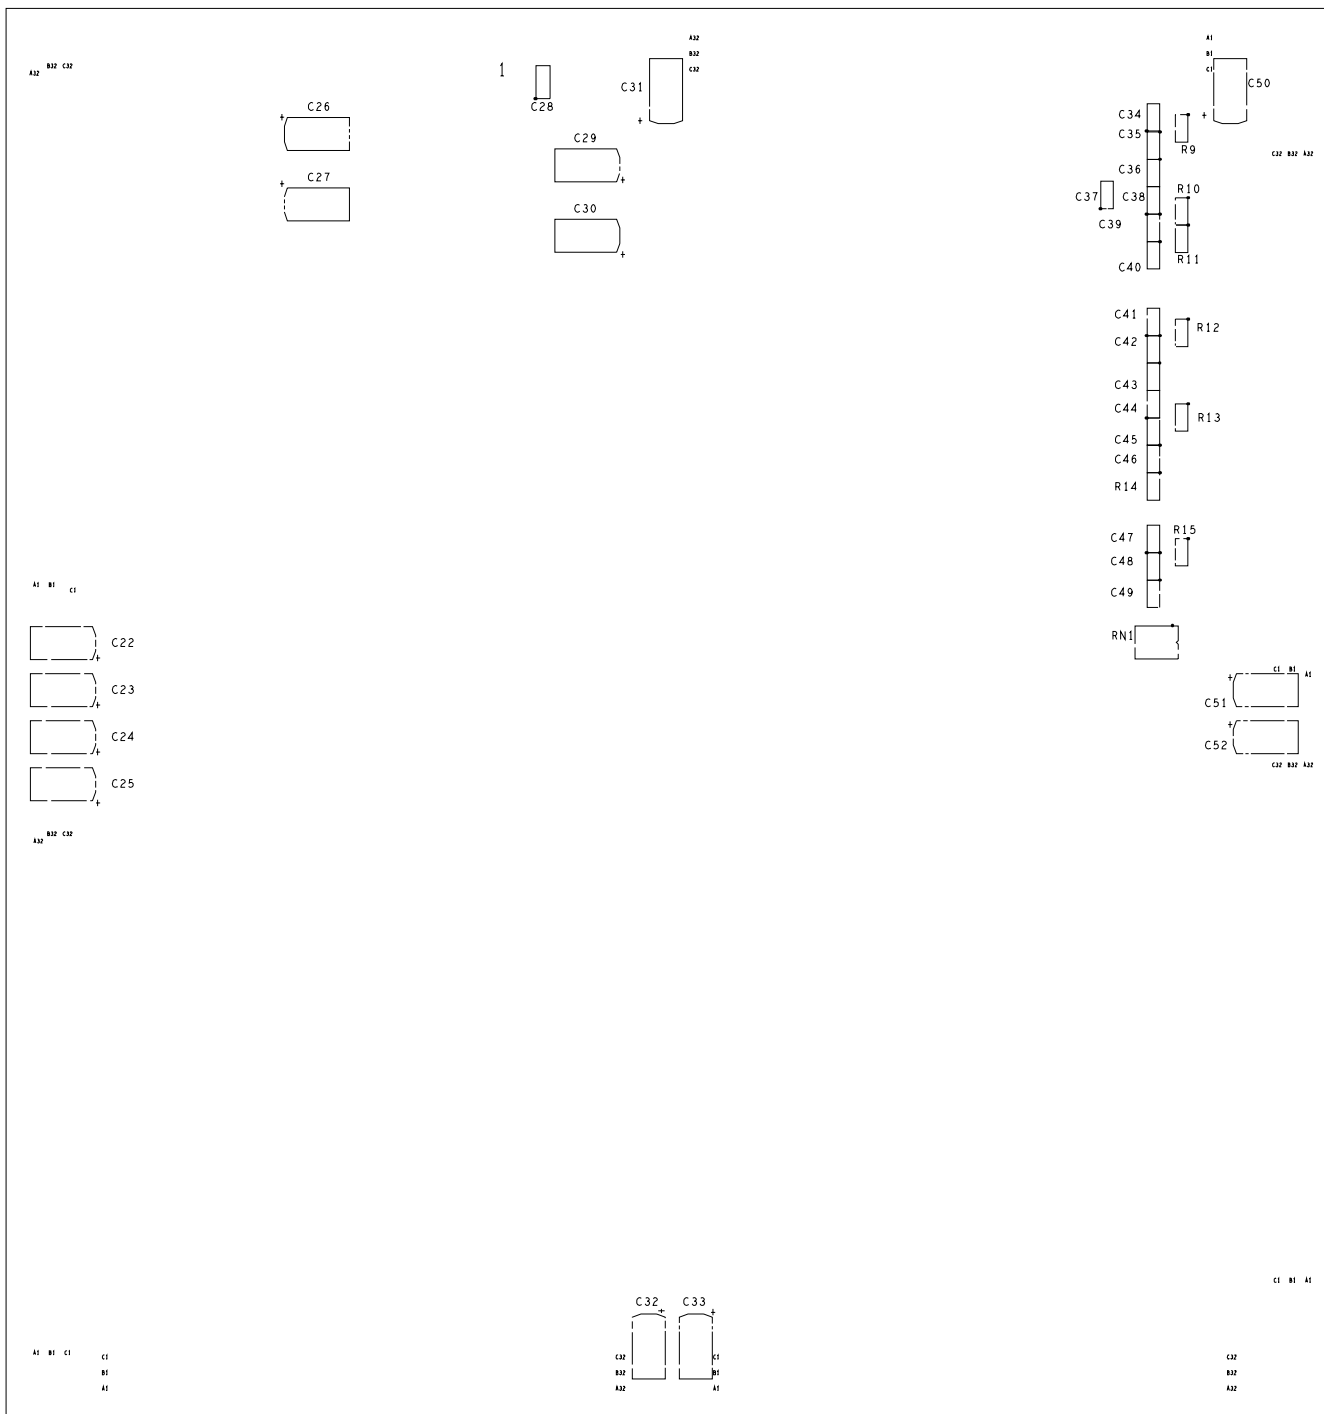 A32 A1
B32 B1
A32 B32 C32 1 C32 C1
C31 C50
C26 C28 C34
C29 C35 R9
C32 B32 A32
C27 C36
C37 C38 R10
C30 C39
C40 R11
C41 R12
C42
C43
C44 R13
C45
C46
R14
C47 R15
C48
A1 B1 C1 C49
C22 RN1
C1 B1 A1
C23 C51
C24 C52
C32 B32 A32
C25
A32 B32 C32
C1 B1 A1
C32 C33
A1 B1 C1 C1 C32 C1 C32
B1 B32 B1 B32
A1 A32 A1 A32